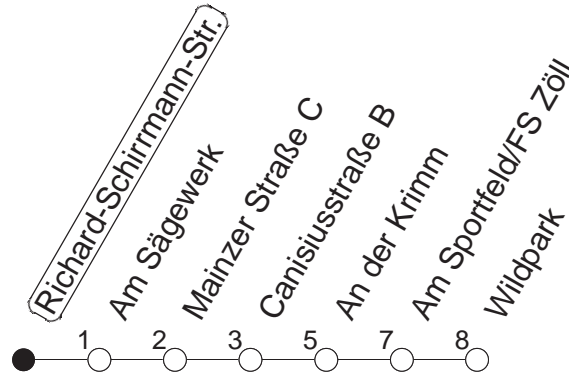 Richard-Schirrmann-Str.
Am Sägewerk
Mainzer Straße C
Canisiusstraße B
An der Krimm
Am Sportfeld/FS Zöll
Wildpark
1 2 3 5 7 8